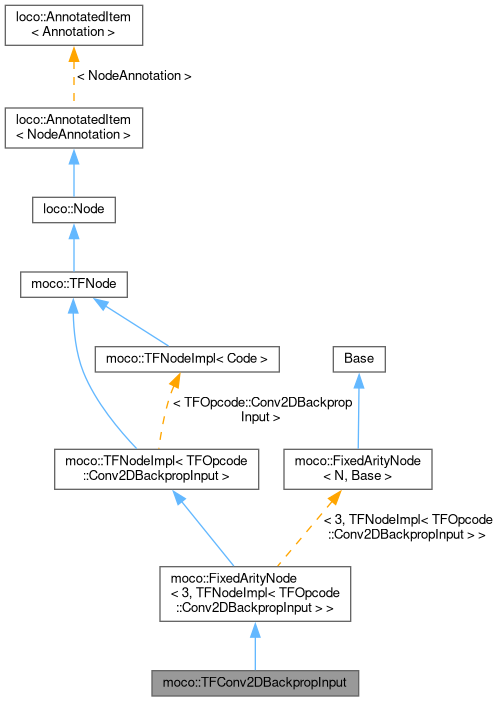 loco::AnnotatedItem
< Annotation >
< NodeAnnotation >
loco::AnnotatedItem
< NodeAnnotation >
loco::Node
moco::TFNode
moco::TFNodeImpl< Code >
Base
< TFOpcode::Conv2DBackprop
Input >
moco::TFNodeImpl< TFOpcode
::Conv2DBackpropInput >
moco::FixedArityNode
< N, Base >
< 3, TFNodeImpl< TFOpcode
::Conv2DBackpropInput > >
moco::FixedArityNode
< 3, TFNodeImpl< TFOpcode
::Conv2DBackpropInput > >
moco::TFConv2DBackpropInput